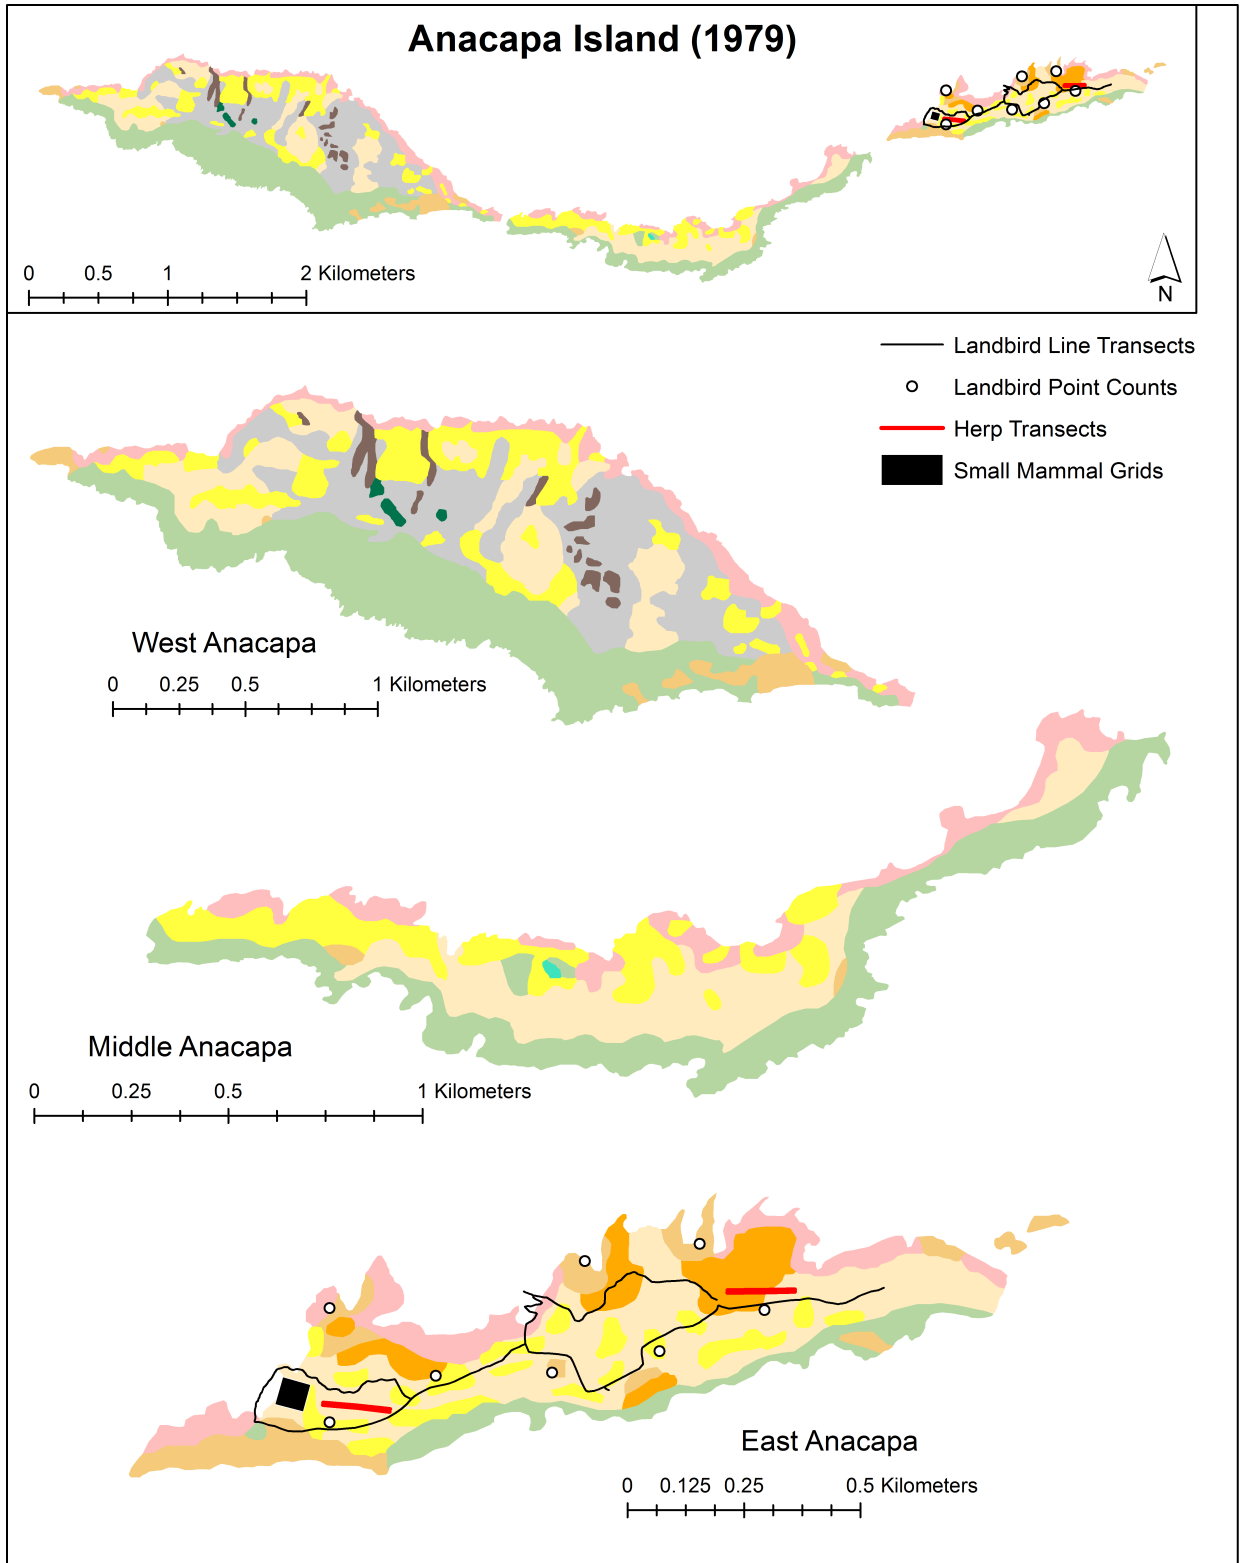 Anacapa Island (1979)
0 0.5 1 2 Kilometers
N
Landbird Line Transects
Landbird Point Counts
Herp Transects
Small Mammal Grids
West Anacapa
0 0.25 0.5 1 Kilometers
Middle Anacapa
0 0.25 0.5 1 Kilometers
East Anacapa
0 0.125 0.25 0.5 Kilometers